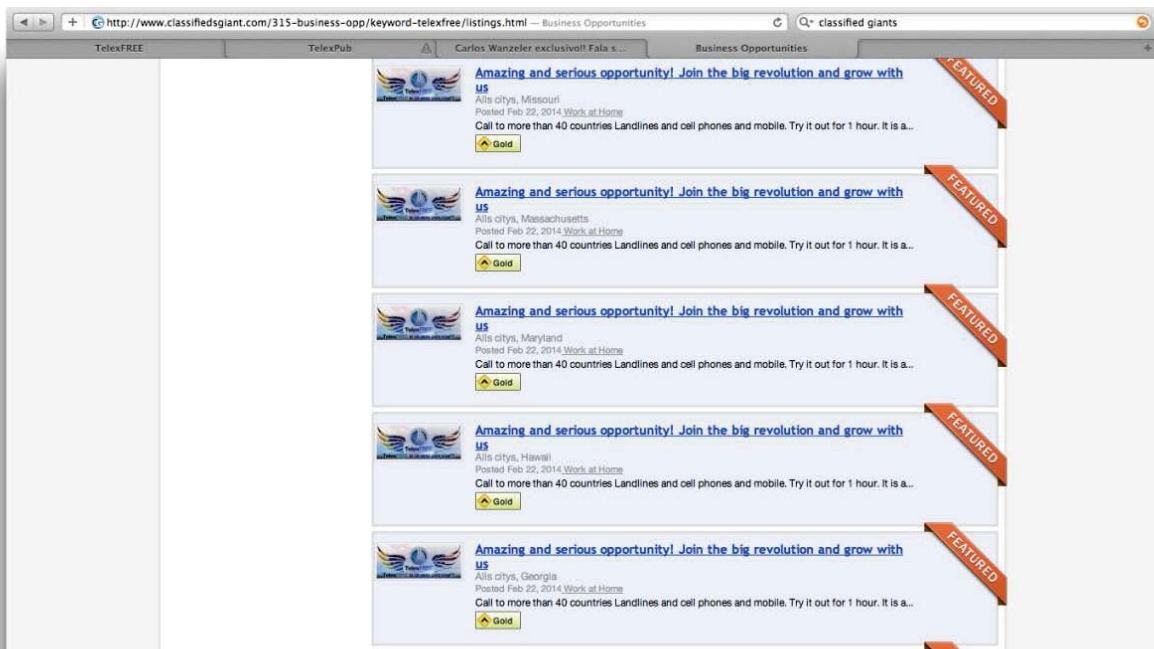 http://www.classifiedsgiant.com/315-business-opp/keyword-telexfree/listings.html — Business Opportunities
classified giants
TelexFREE
TelexPub
Carlos Wanzeler exclusivo!! Fala s...
Business Opportunities
Amazing and serious opportunity! Join the big revolution and grow with
us
Alls citys, Missouri
Posted Feb 22, 2014 Work at Home
Call to more than 40 countries Landlines and cell phones and mobile. Try it out for 1 hour. It is a...
Gold
FEATURED
Amazing and serious opportunity! Join the big revolution and grow with
us
Alls citys, Massachusetts
Posted Feb 22, 2014 Work at Home
Call to more than 40 countries Landlines and cell phones and mobile. Try it out for 1 hour. It is a...
Gold
FEATURED
Amazing and serious opportunity! Join the big revolution and grow with
us
Alls citys, Maryland
Posted Feb 22, 2014 Work at Home
Call to more than 40 countries Landlines and cell phones and mobile. Try it out for 1 hour. It is a...
Gold
FEATURED
Amazing and serious opportunity! Join the big revolution and grow with
us
Alls citys, Hawaii
Posted Feb 22, 2014 Work at Home
Call to more than 40 countries Landlines and cell phones and mobile. Try it out for 1 hour. It is a...
Gold
FEATURED
Amazing and serious opportunity! Join the big revolution and grow with
us
Alls citys, Georgia
Posted Feb 22, 2014 Work at Home
Call to more than 40 countries Landlines and cell phones and mobile. Try it out for 1 hour. It is a...
Gold
FEATURED